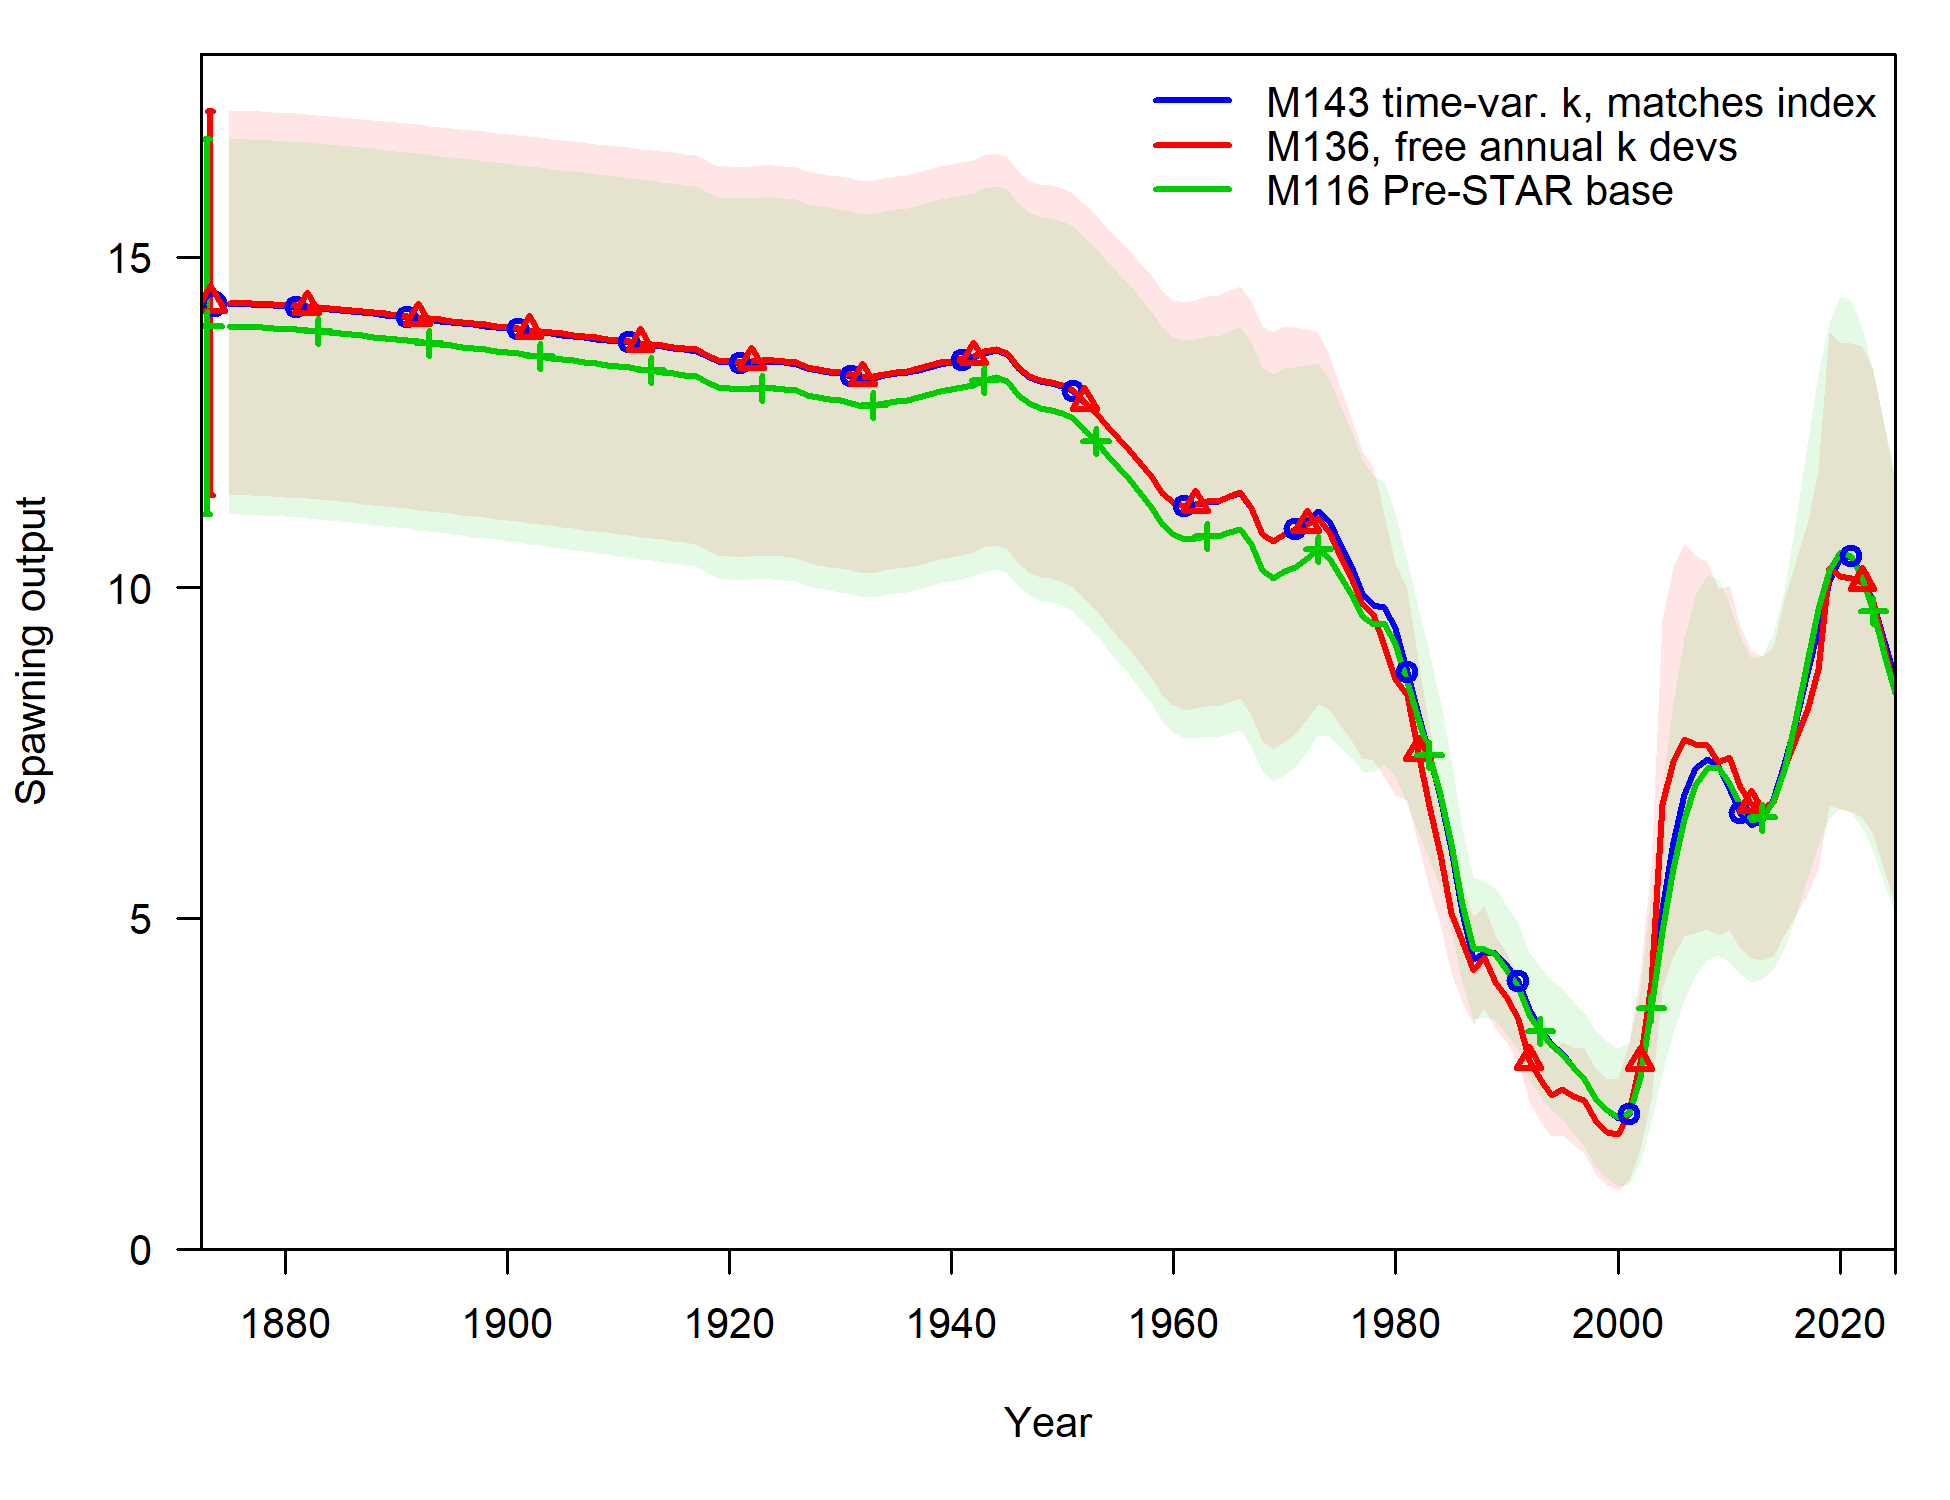 M143 time-var. k, matches index
M136, free annual k devs
M116 Pre-STAR base
Spawning output
15
10
5
0
1880 1900 1920 1940 1960 1980 2000 2020
Year